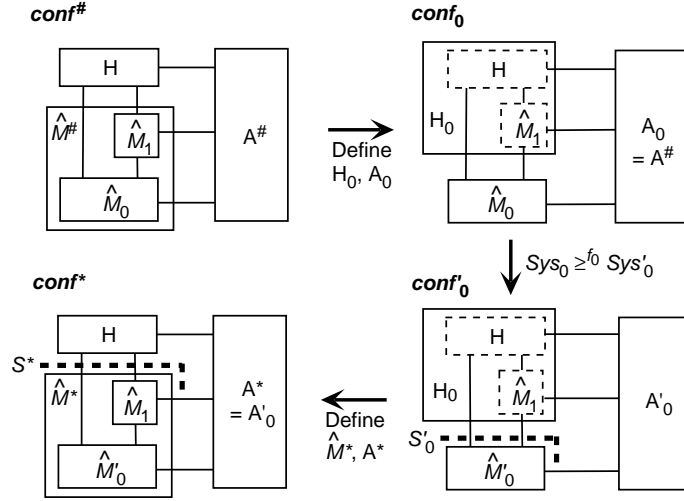 conf#
H
M̂#
M̂1
M̂0
A#
Define
H0, A0
conf0
H
H0
M̂1
M̂0
A0
= A#
Sys0 ≥f0 Sys'0
conf*
H
S*
M̂*
M̂1
M̂'0
A*
= A'0
Define
M̂*, A*
conf'0
H
H0
M̂1
S'0
M̂'0
A'0